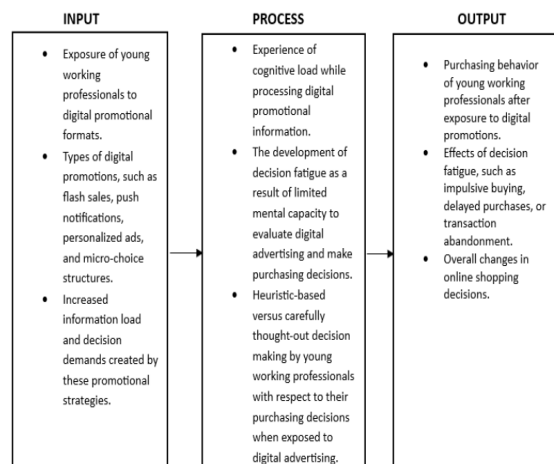 INPUT
• Exposure of young
working
professionals to
digital promotional
formats.
• Types of digital
promotions, such as
flash sales, push
notifications,
personalized ads,
and micro-choice
structures.
• Increased
information load
and decision
demands created by
these promotional
strategies.
PROCESS
• Experience of
cognitive load while
processing digital
promotional
information.
• The development of
decision fatigue as a
result of limited
mental capacity to
evaluate digital
advertising and make
purchasing decisions.
• Heuristic-based
versus carefully
thought-out decision
making by young
working professionals
with respect to their
purchasing decisions
when exposed to
digital advertising.
OUTPUT
• Purchasing behavior
of young working
professionals after
exposure to digital
promotions.
• Effects of decision
fatigue, such as
impulsive buying,
delayed purchases, or
transaction
abandonment.
• Overall changes in
online shopping
decisions.